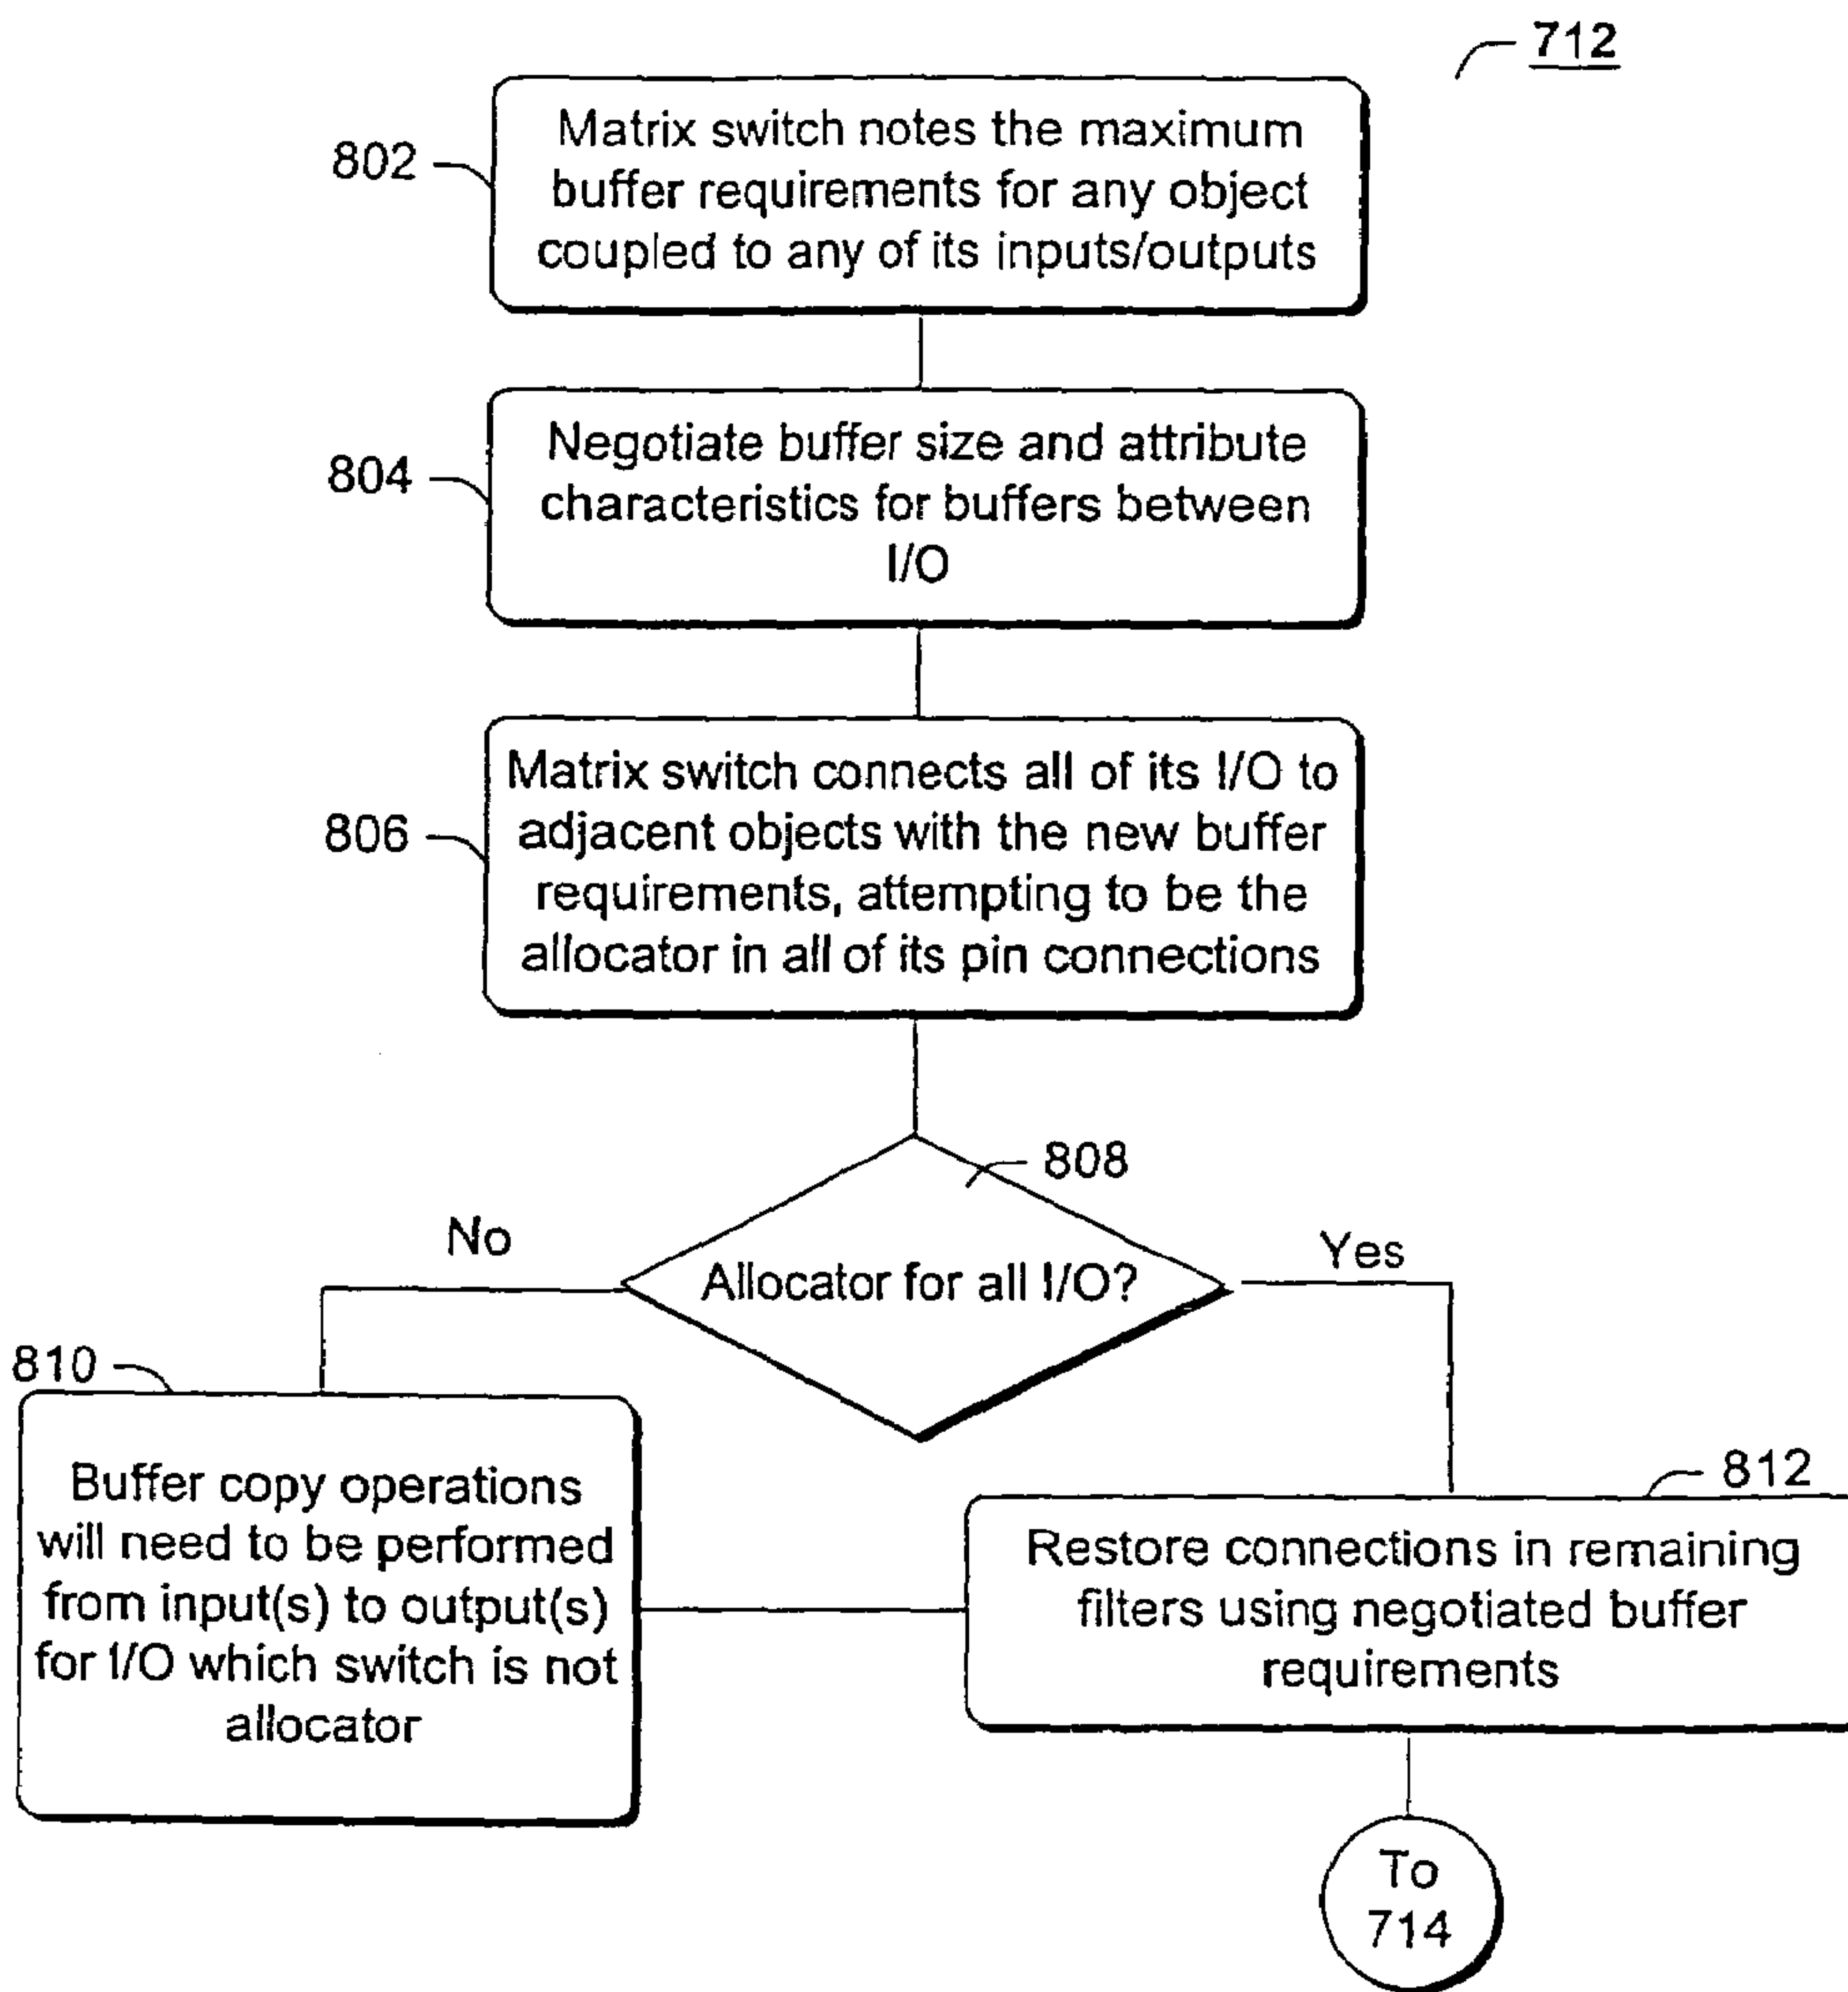 712
802
Matrix switch notes the maximum
buffer requirements for any object
coupled to any of its inputs/outputs
804
Negotiate buffer size and attribute
characteristics for buffers between
I/O
806
Matrix switch connects all of its I/O to
adjacent objects with the new buffer
requirements, attempting to be the
allocator in all of its pin connections
808
No
Allocator for all I/O?
Yes
810
Buffer copy operations
will need to be performed
from input(s) to output(s)
for I/O which switch is not
allocator
812
Restore connections in remaining
filters using negotiated buffer
requirements
To
714